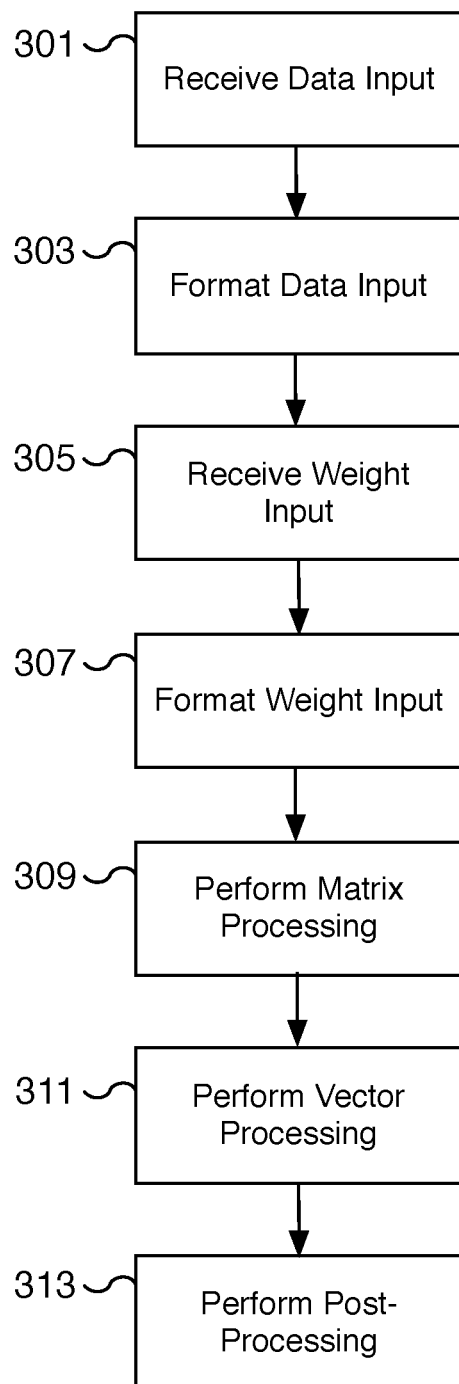 301
Receive Data Input
303
Format Data Input
305
Receive Weight
Input
307
Format Weight Input
309
Perform Matrix
Processing
311
Perform Vector
Processing
313
Perform Post-
Processing